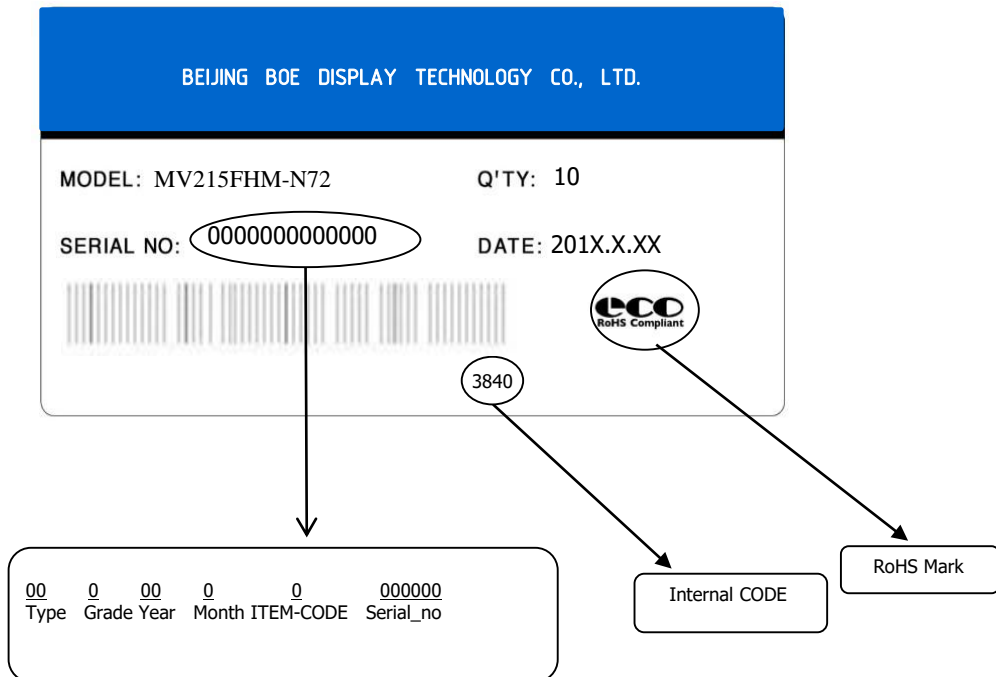 BEIJING BOE DISPLAY TECHNOLOGY CO., LTD.
MODEL: MV215FHM-N72 Q'TY: 10
SERIAL NO: 0000000000000 DATE: 201X.X.XX
eco
RoHS Compliant
3840
RoHS Mark
Internal CODE
00 0 00 0 0 000000
Type Grade Year Month ITEM-CODE Serial_no